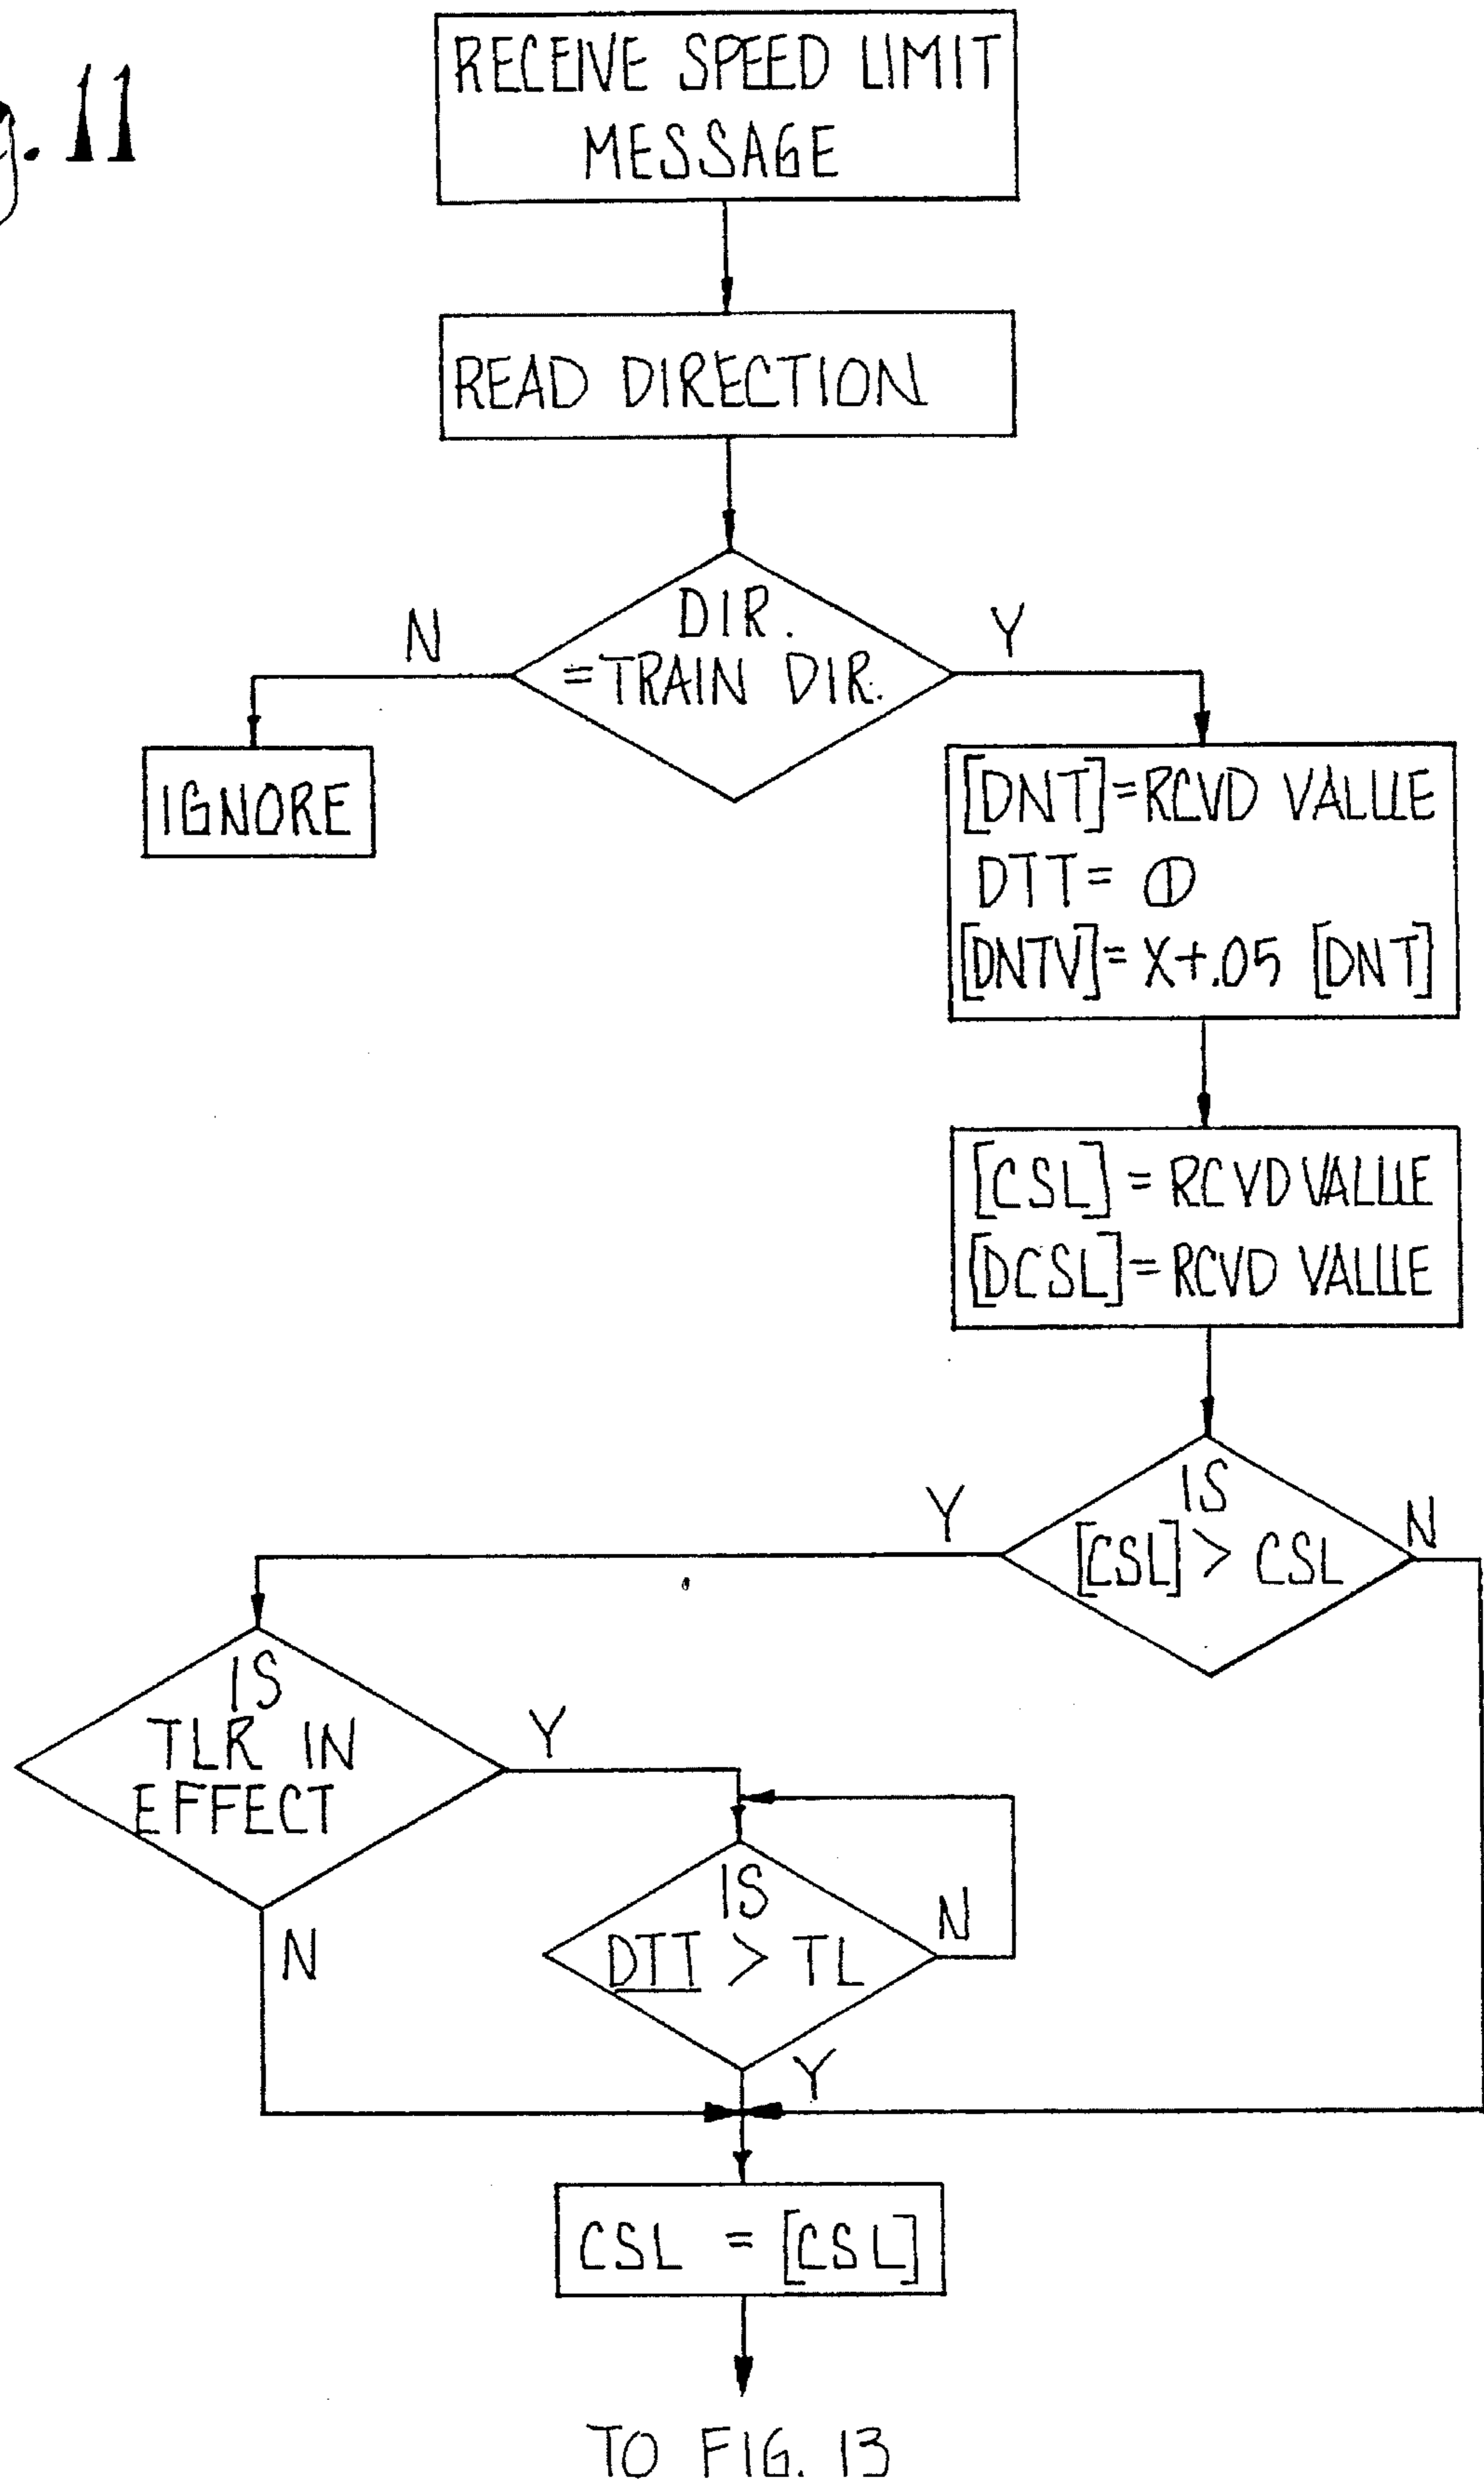 g. 11
RECEIVE SPEED LIMIT
MESSAGE
READ DIRECTION
DIR.
=TRAIN DIR.
N
Y
IGNORE
[DNT]=RCVD VALUE
DTT= 0
[DNTV]= X+.05 [DNT]
[CSL] = RCVD VALUE
[DCSL]=RCVD VALUE
IS
[CSL] > CSL
Y
N
IS
TLR IN
EFFECT
Y
N
IS
DTT > TL
N
Y
CSL = [CSL]
TO FIG. 13